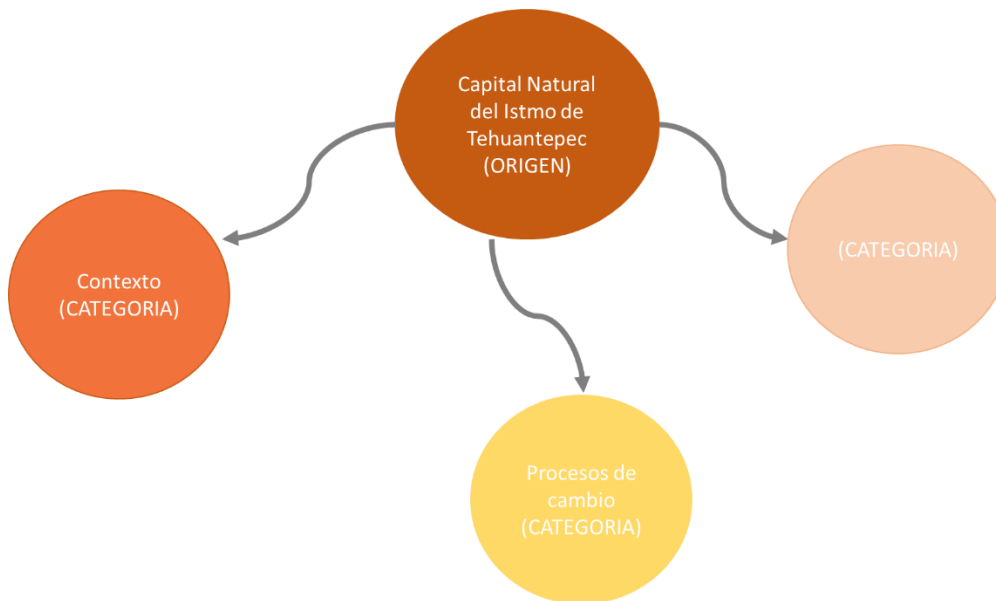 Capital Natural
del Istmo de
Tehuantepec
(ORIGEN)
Contexto
(CATEGORIA)
(CATEGORIA)
Procesos de
cambio
(CATEGORIA)